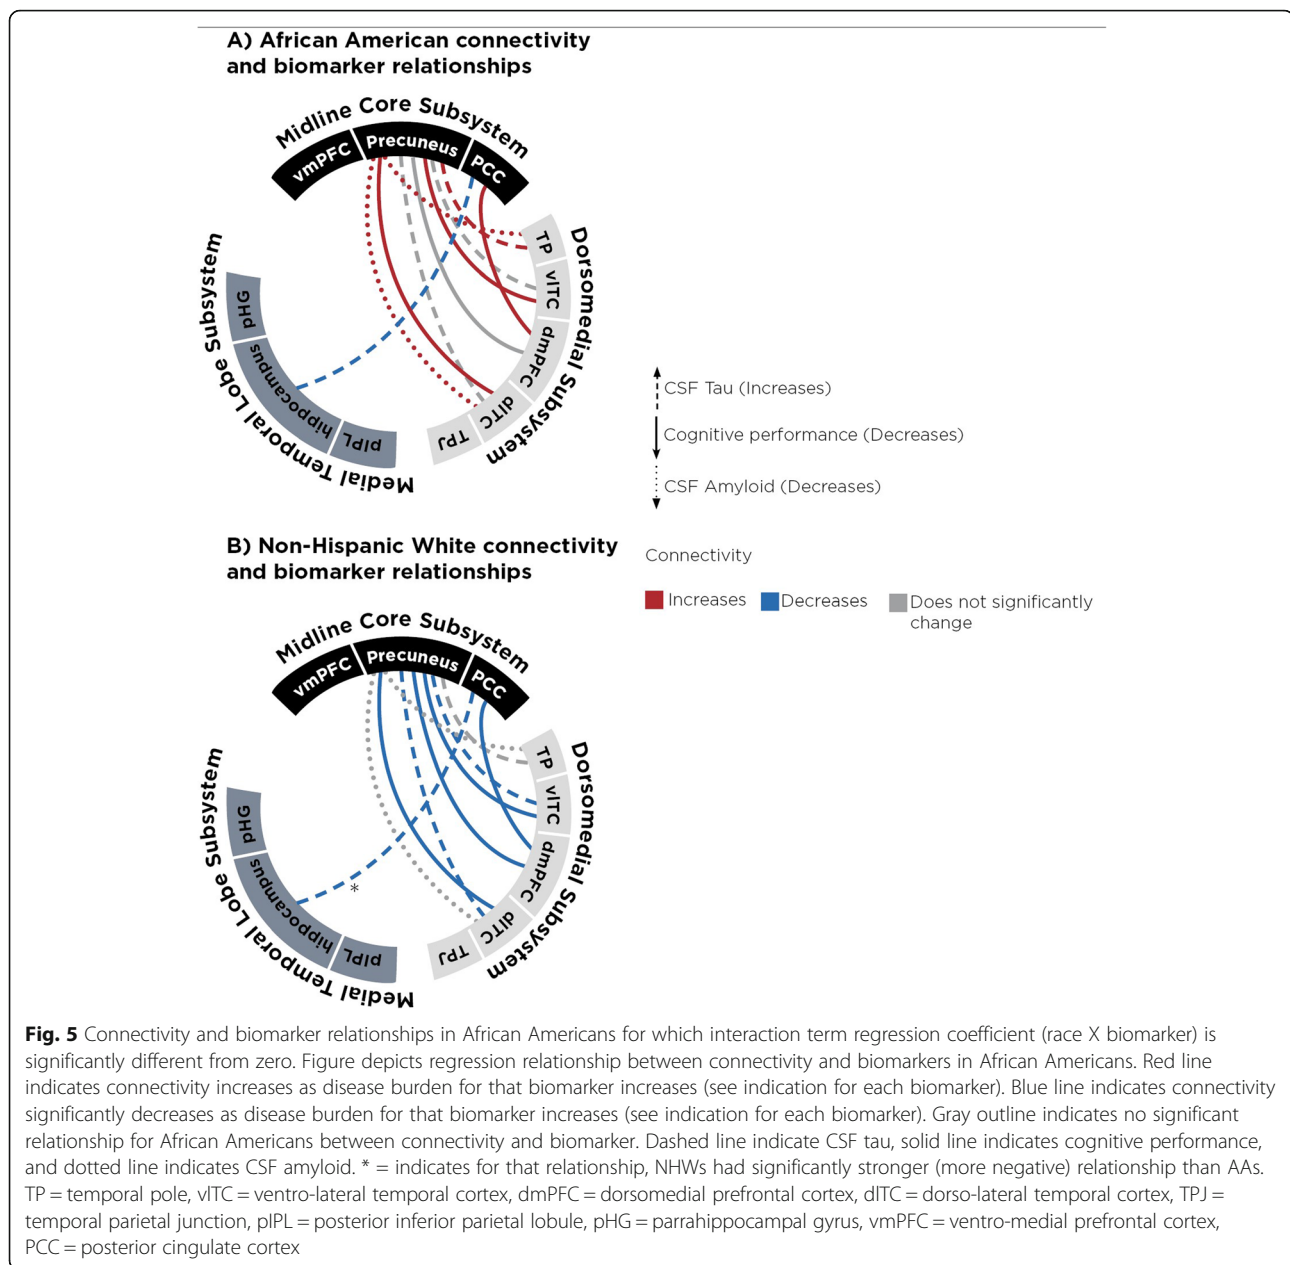 A) African American connectivity
and biomarker relationships
Midline Core Subsystem
vmPFC
Precuneus
PCC
TP
vlTC
dmPFC
dlTC
TPJ
Dorsomedial Subsystem
pHG
hippocampus
pIPL
Medial Temporal Lobe Subsystem
CSF Tau (Increases)
Cognitive performance (Decreases)
CSF Amyloid (Decreases)
B) Non-Hispanic White connectivity
and biomarker relationships
Connectivity
Increases
Decreases
Does not significantly
change
Midline Core Subsystem
vmPFC
Precuneus
PCC
TP
vlTC
dmPFC
dlTC
TPJ
Dorsomedial Subsystem
pHG
hippocampus
pIPL
Medial Temporal Lobe Subsystem
*
Fig. 5 Connectivity and biomarker relationships in African Americans for which interaction term regression coefficient (race X biomarker) is
significantly different from zero. Figure depicts regression relationship between connectivity and biomarkers in African Americans. Red line
indicates connectivity increases as disease burden for that biomarker increases (see indication for each biomarker). Blue line indicates connectivity
significantly decreases as disease burden for that biomarker increases (see indication for each biomarker). Gray outline indicates no significant
relationship for African Americans between connectivity and biomarker. Dashed line indicate CSF tau, solid line indicates cognitive performance,
and dotted line indicates CSF amyloid. * = indicates for that relationship, NHWs had significantly stronger (more negative) relationship than AAs.
TP = temporal pole, vlTC = ventro-lateral temporal cortex, dmPFC = dorsomedial prefrontal cortex, dlTC = dorso-lateral temporal cortex, TPJ =
temporal parietal junction, pIPL = posterior inferior parietal lobule, pHG = parrahippocampal gyrus, vmPFC = ventro-medial prefrontal cortex,
PCC = posterior cingulate cortex